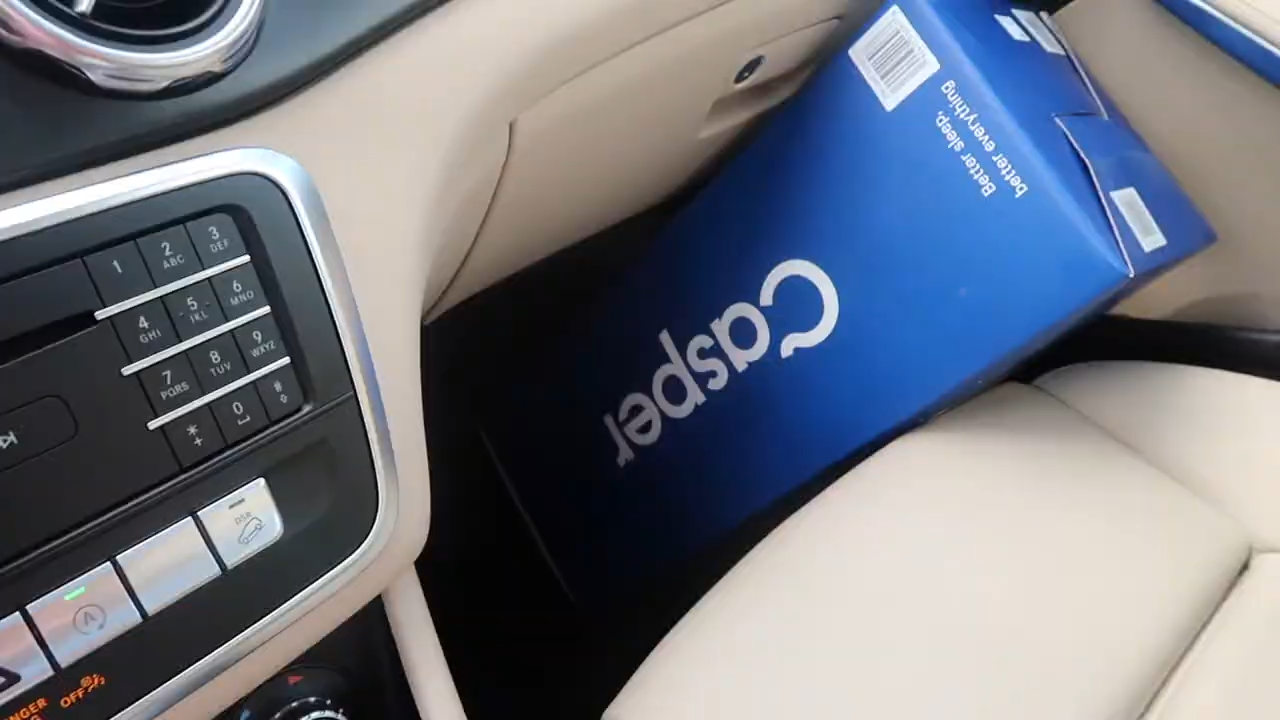 Better sleep,
better everything
Casper
1
2
ABC
3
DEF
4
GHI
5
JKL
6
MNO
7
PQRS
8
TUV
9
WXYZ
*
+
0
#
DSR
A
OFF